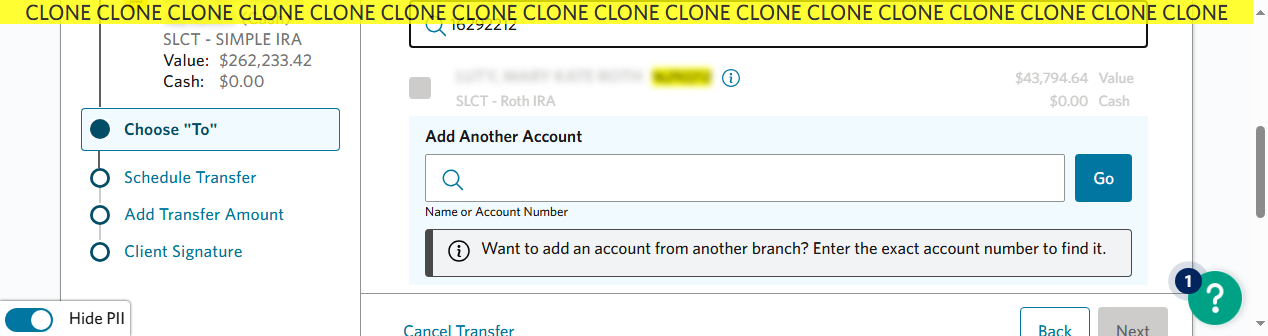 CLONE CLONE CLONE CLONE CLONE CLONE CLONE CLONE CLONE CLONE CLONE CLONE CLONE CLONE CLONE CLONE CLONE
SLCT - SIMPLE IRA
Value: $262,233.42
Cash: $0.00
Choose "To"
Schedule Transfer
Add Transfer Amount
Client Signature
Hide PII
16292212
$43,794.64 Value
SLCT - Roth IRA
$0.00 Cash
Add Another Account
Go
Name or Account Number
Want to add an account from another branch? Enter the exact account number to find it.
1
?
Cancel Transfer
Back
Next